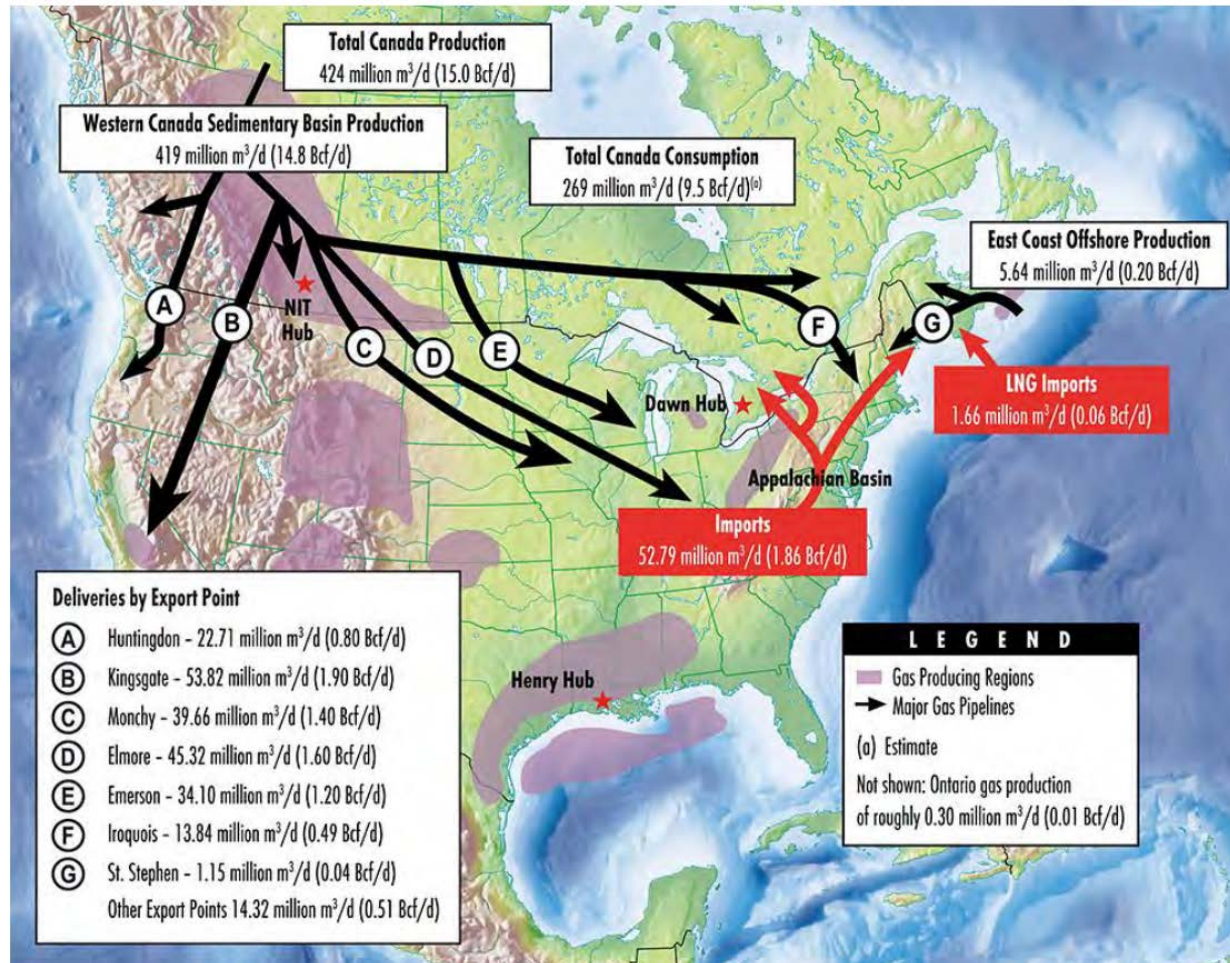 Total Canada Production
424 million m³/d (15.0 Bcf/d)
Western Canada Sedimentary Basin Production
419 million m³/d (14.8 Bcf/d)
Total Canada Consumption
269 million m³/d (9.5 Bcf/d)⁽ᵃ⁾
East Coast Offshore Production
5.64 million m³/d (0.20 Bcf/d)
A
B
NIT
Hub
C
D
E
F
G
LNG Imports
1.66 million m³/d (0.06 Bcf/d)
Dawn Hub
Appalachian Basin
Imports
52.79 million m³/d (1.86 Bcf/d)
Henry Hub
Deliveries by Export Point
A Huntingdon – 22.71 million m³/d (0.80 Bcf/d)
B Kingsgate – 53.82 million m³/d (1.90 Bcf/d)
C Monchy – 39.66 million m³/d (1.40 Bcf/d)
D Elmore – 45.32 million m³/d (1.60 Bcf/d)
E Emerson – 34.10 million m³/d (1.20 Bcf/d)
F Iroquois – 13.84 million m³/d (0.49 Bcf/d)
G St. Stephen – 1.15 million m³/d (0.04 Bcf/d)
Other Export Points 14.32 million m³/d (0.51 Bcf/d)
LEGEND
Gas Producing Regions
Major Gas Pipelines
(a) Estimate
Not shown: Ontario gas production
of roughly 0.30 million m³/d (0.01 Bcf/d)